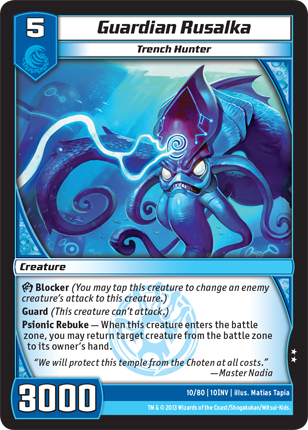 5
Guardian Rusalka
Trench Hunter
Creature
Blocker (You may tap this creature to change an enemy
creature's attack to this creature.)
Guard (This creature can't attack.)
Psionic Rebuke — When this creature enters the battle
zone, you may return target creature from the battle zone
to its owner's hand.
"We will protect this temple from the Choten at all costs."
—Master Nadia
3000
10/80 | 10INV | illus. Matias Tapia
TM & © 2013 Wizards of the Coast/Shogakukan/Mitsui-Kids.